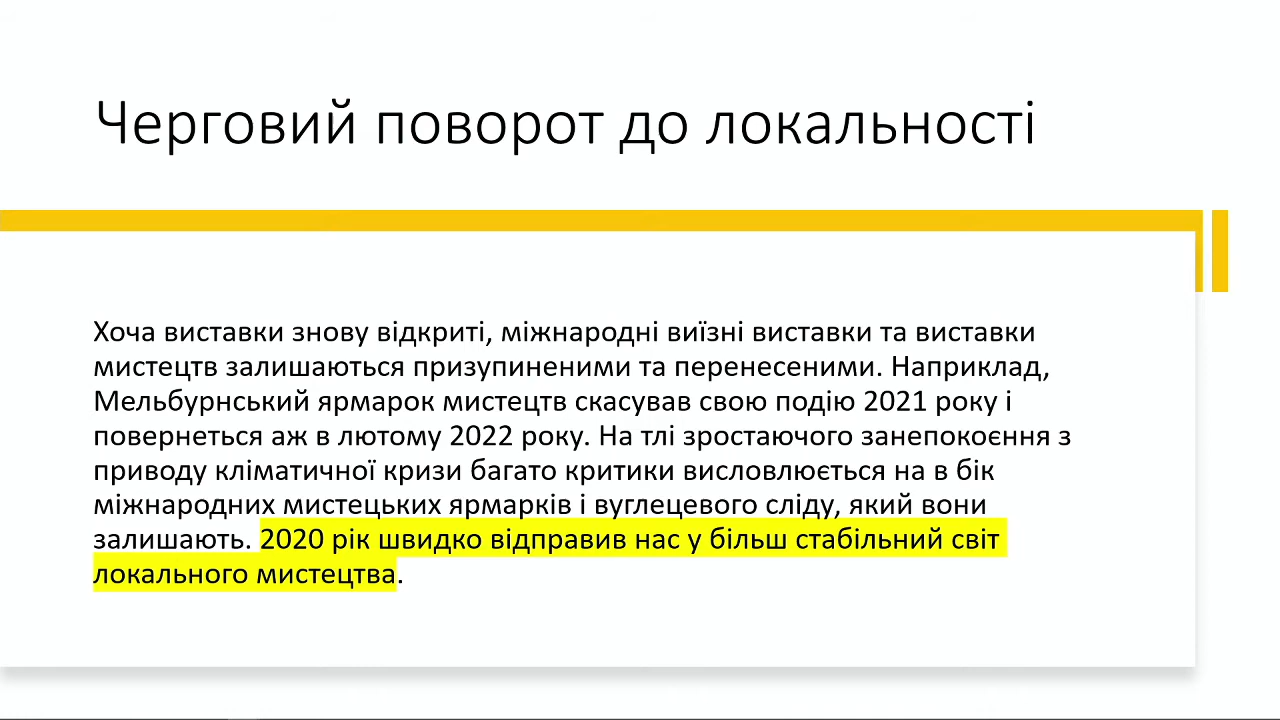 Черговий поворот до локальності
Хоча виставки знову відкриті, міжнародні виїзні виставки та виставки
мистецтв залишаються призупиненими та перенесеними. Наприклад,
Мельбурнський ярмарок мистецтв скасував свою подію 2021 року і
повернеться аж в лютому 2022 року. На тлі зростаючого занепокоєння з
приводу кліматичної кризи багато критики висловлюється на в бік
міжнародних мистецьких ярмарків і вуглецевого сліду, який вони
залишають. 2020 рік швидко відправив нас у більш стабільний світ
локального мистецтва.